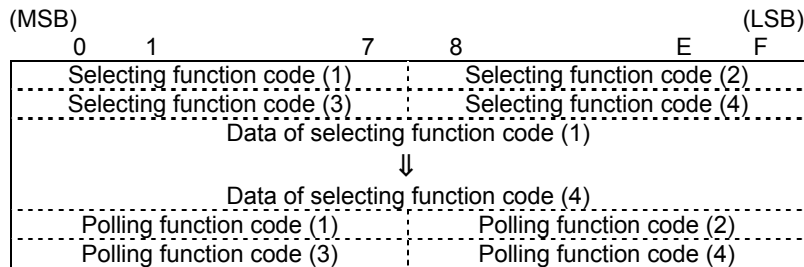 (MSB) (LSB)
0 1 7 8 E F
Selecting function code (1) Selecting function code (2)
Selecting function code (3) Selecting function code (4)
Data of selecting function code (1)
⇓
Data of selecting function code (4)
Polling function code (1) Polling function code (2)
Polling function code (3) Polling function code (4)